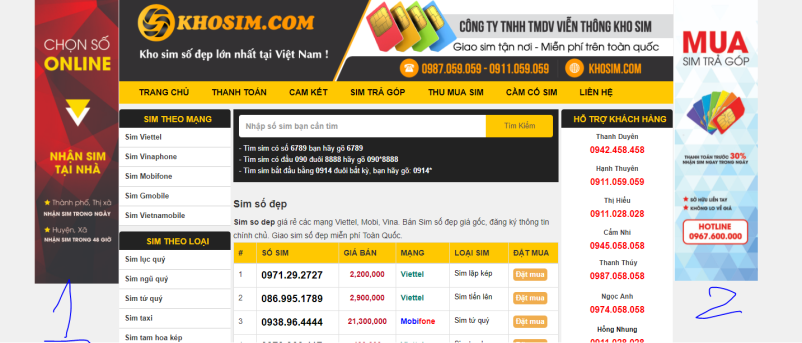 CHỌN SỐ
ONLINE
NHẬN SIM
TẠI NHÀ
Thành phố, Thị xã
NHẬN SIM TRONG NGÀY
Huyện, Xã
NHẬN SIM TRONG 48 GIỜ
1
KHOSIM.COM
Kho sim số đẹp lớn nhất tại Việt Nam !
CÔNG TY TNHH TMDV VIỄN THÔNG KHO SIM
Giao sim tận nơi - Miễn phí trên toàn quốc
0987.059.059 - 0911.059.059
KHOSIM.COM
TRANG CHỦ THANH TOÁN CAM KẾT SIM TRẢ GÓP THU MUA SIM CẦM CỐ SIM LIÊN HỆ
SIM THEO MẠNG
Sim Viettel
Sim Vinaphone
Sim Mobifone
Sim Gmobile
Sim Vietnamobile
SIM THEO LOẠI
Sim lục quý
Sim ngũ quý
Sim tứ quý
Sim taxi
Sim tam hoa kép
Nhập số sim bạn cần tìm
Tìm Kiếm
- Tìm sim có số 6789 bạn hãy gõ 6789
- Tìm sim có đầu 090 đuôi 8888 hãy gõ 090*8888
- Tìm sim bắt đầu bằng 0914 đuôi bất kỳ, bạn hãy gõ: 0914*
Sim số đẹp
Sim so dep giá rẻ các mạng Viettel, Mobi, Vina. Bán Sim số đẹp giá gốc, đăng ký thông tin
chính chủ. Giao sim số đẹp miễn phí Toàn Quốc.
# SỐ SIM GIÁ BÁN MẠNG LOẠI SIM ĐẶT MUA
1 0971.29.2727 2,200,000 Viettel Sim lặp kép Đặt mua
2 086.995.1789 2,900,000 Viettel Sim tiến lên Đặt mua
3 0938.96.4444 21,300,000 Mobifone Sim tứ quý Đặt mua
HỖ TRỢ KHÁCH HÀNG
Thanh Duyên
0942.458.458
Hạnh Thuyên
0911.059.059
Thị Hiếu
0911.028.028
Cẩm Nhi
0945.058.058
Thanh Thúy
0987.058.058
Ngọc Ánh
0974.058.058
Hồng Nhung
0911.028.028
MUA
SIM TRẢ GÓP
THANH TOÁN TRƯỚC 30%
NHẬN SIM NGAY TRONG NGÀY
SỞ HỮU LIỀN TAY
KHÔNG LO VỀ GIÁ
HOTLINE
0967.600.000
2